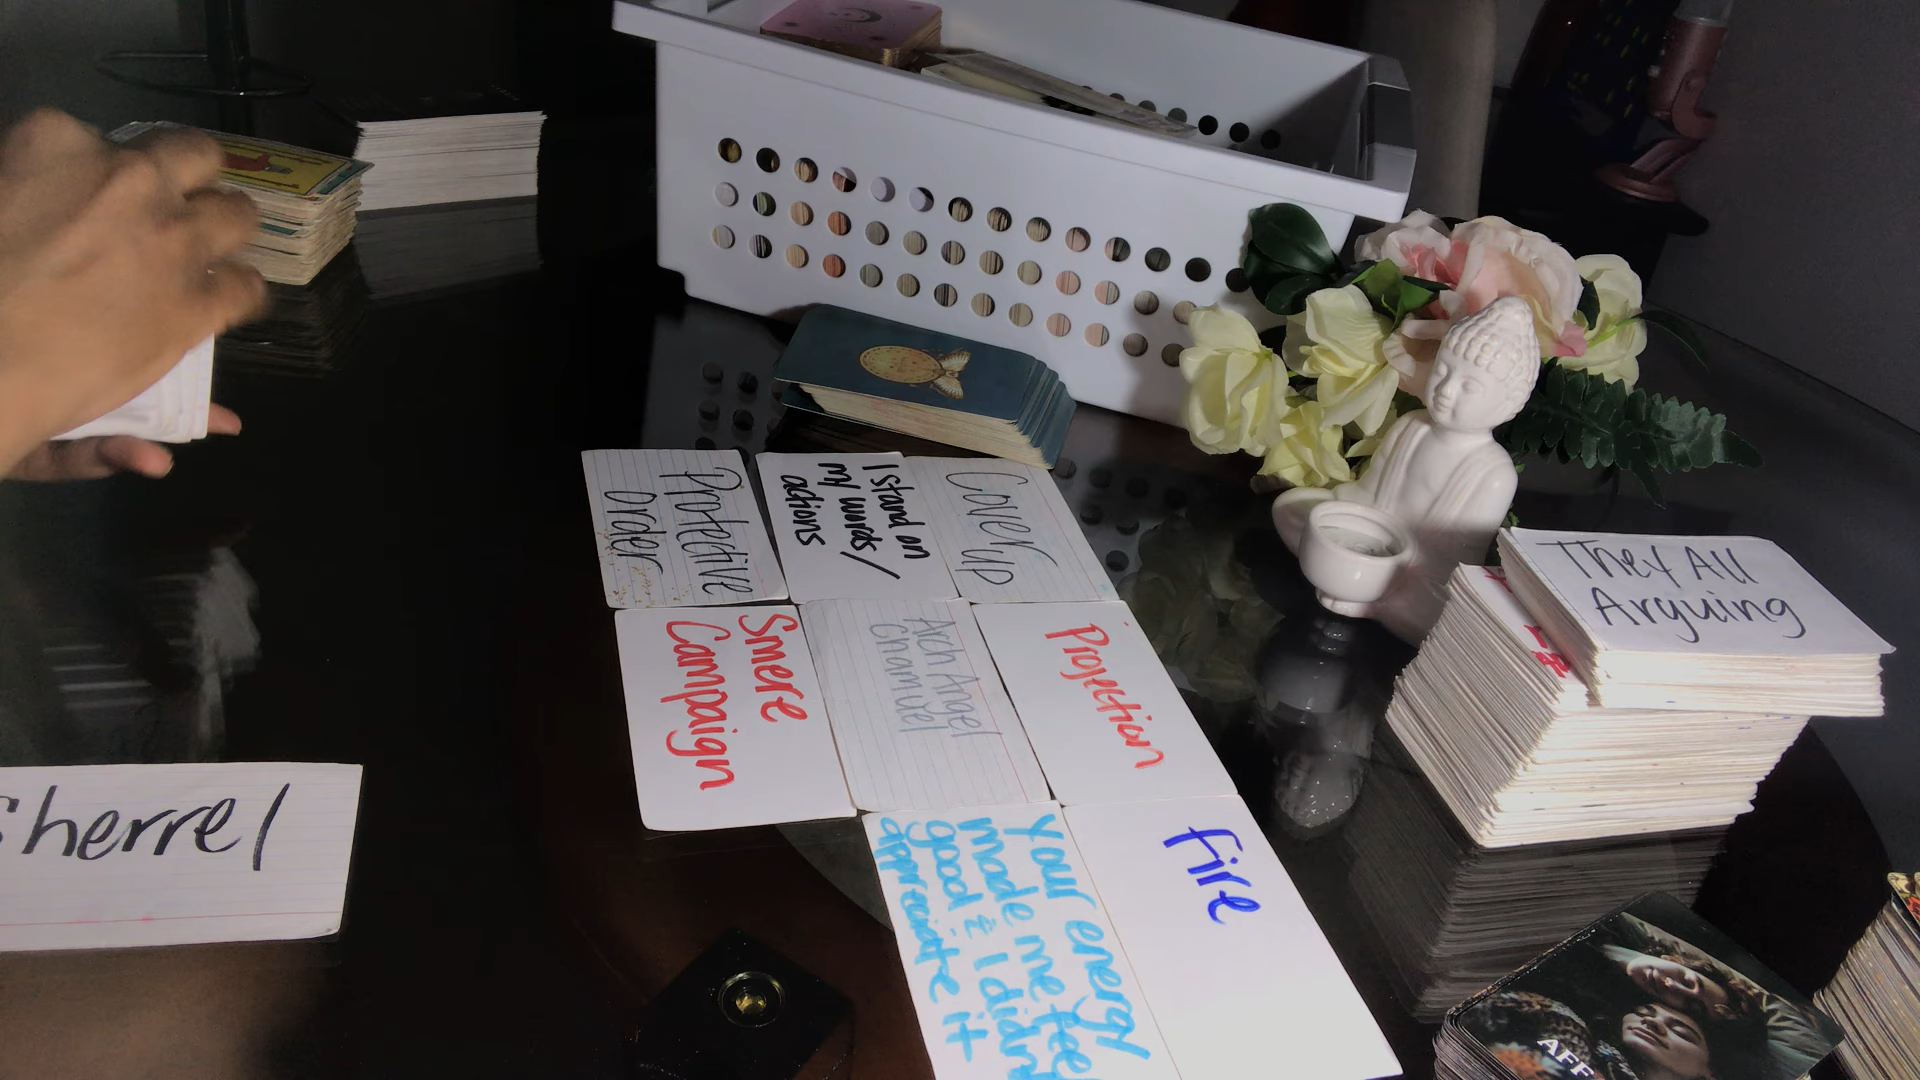 Protective
Order
I stand on
my words/
actions
Cover
up
Smere
Campaign
Arch Angel
Chamuel
Projection
Your energy
made me feel
good & I didn
appreciate it
fire
They All
Arguing
Sherrel
AFF